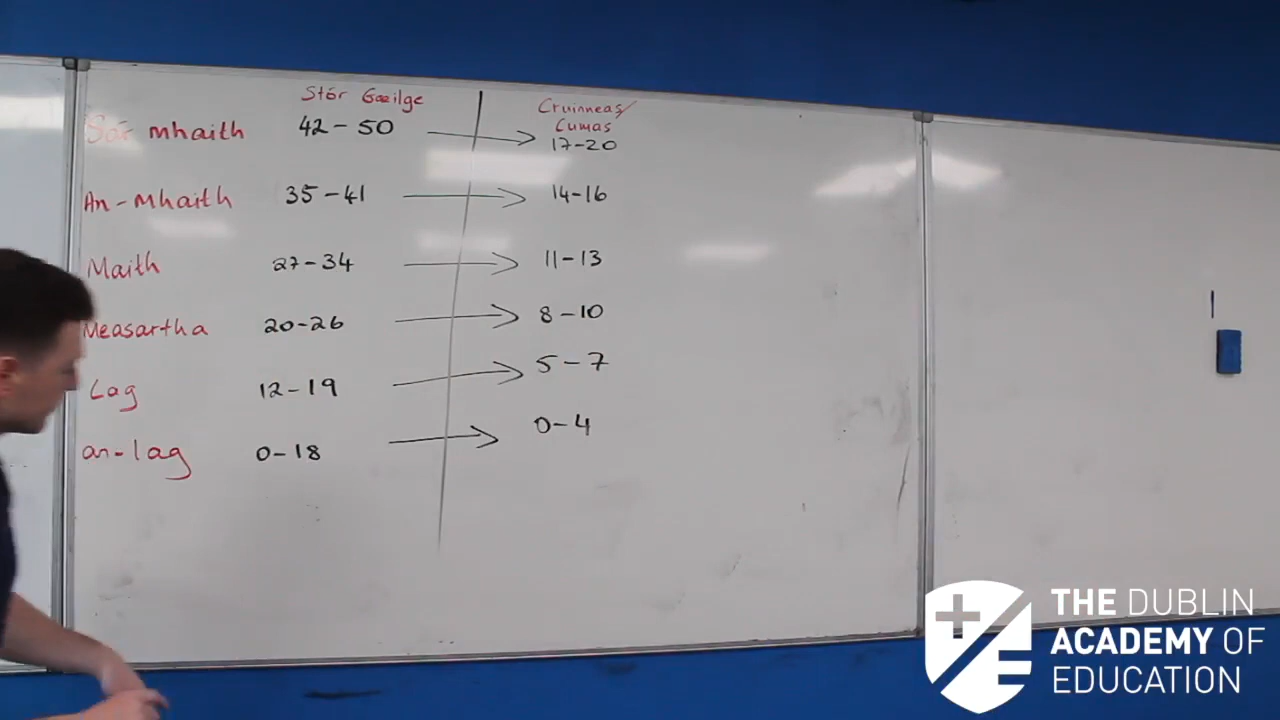 Stór Gaeilge
Cruinneas/
Cumas
Sár mhaith 42-50 17-20
An-mhaith 35-41 14-16
Maith 27-34 11-13
Measartha 20-26 8-10
Lag 12-19 5-7
an-lag 0-18 0-4
THE DUBLIN
ACADEMY OF
EDUCATION